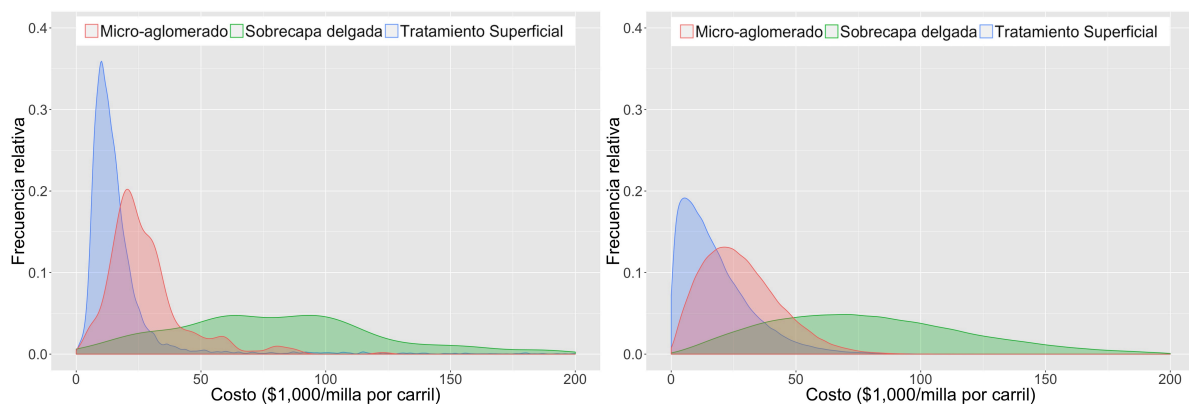 Micro-aglomerado Sobrecapa delgada Tratamiento Superficial
0.4
0.3
0.2
0.1
0.0
Frecuencia relativa
0 50 100 150 200
Costo ($1,000/milla por carril)
Micro-aglomerado Sobrecapa delgada Tratamiento Superficial
0.4
0.3
0.2
0.1
0.0
Frecuencia relativa
0 50 100 150 200
Costo ($1,000/milla por carril)